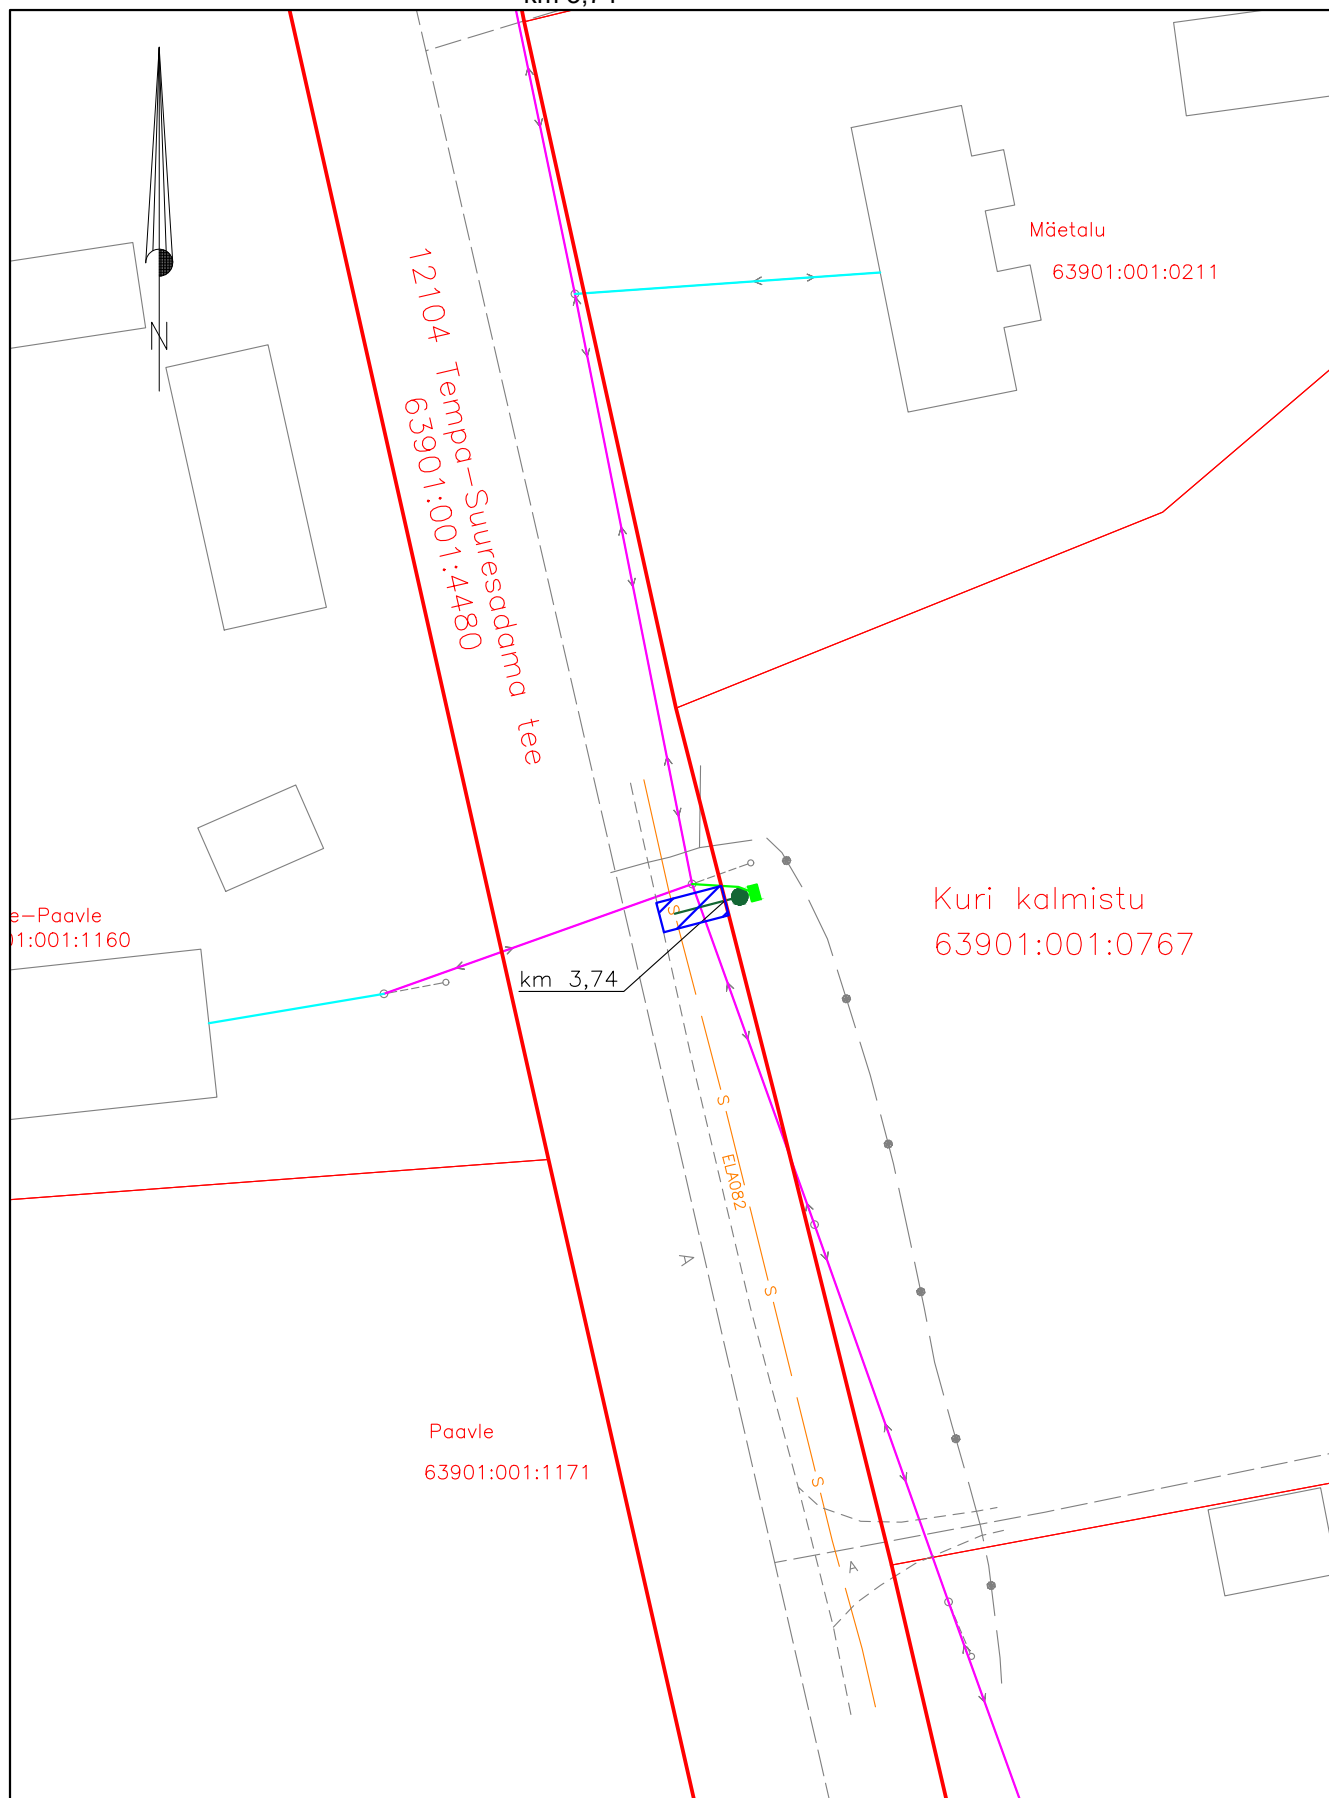 N
12104 Tempa-Suuresadama tee
63901:001:4480
Mäetalu
63901:001:0211
Kuri kalmistu
63901:001:0767
e-Paavle
01:001:1160
km 3,74
S
S
ELA082
A
S
Paavle
63901:001:1171
S
A